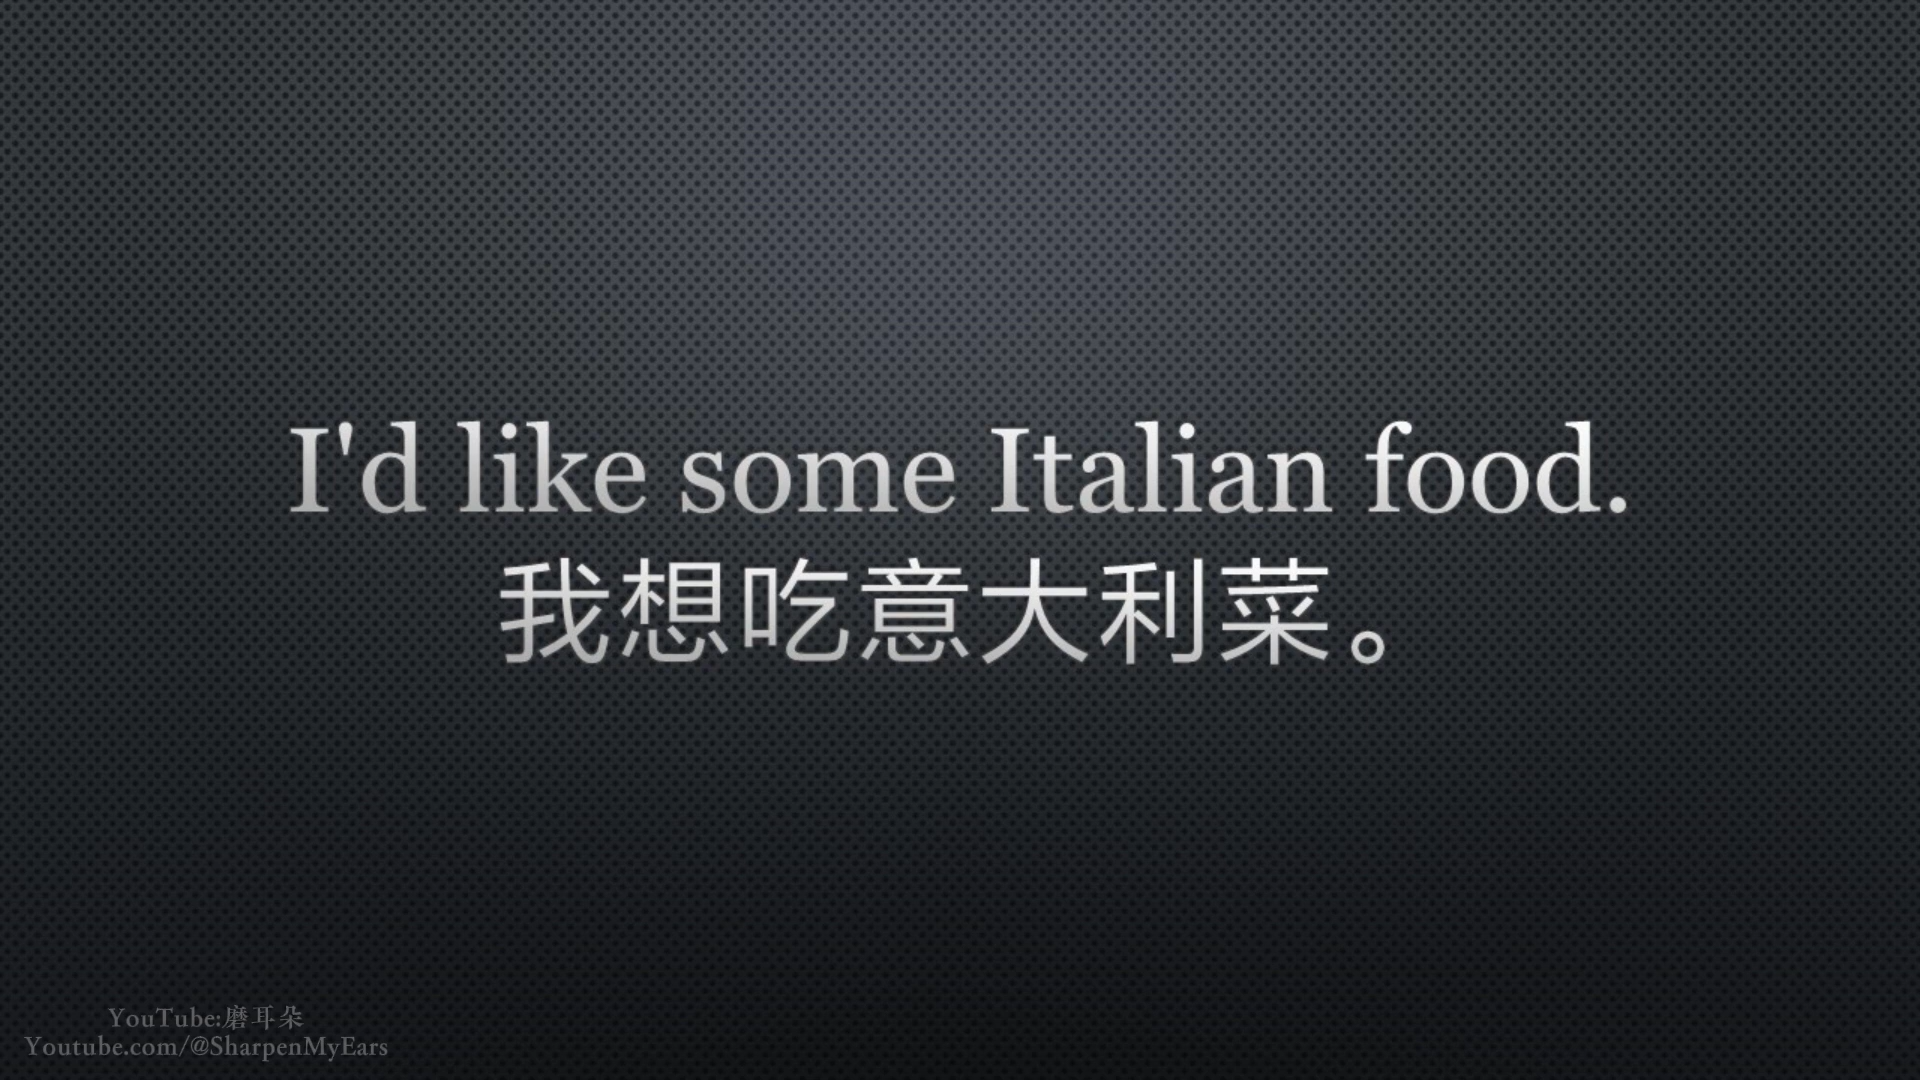 I'd like some Italian food.
我想吃意大利菜。
YouTube:磨耳朵
Youtube.com/@SharpenMyEars